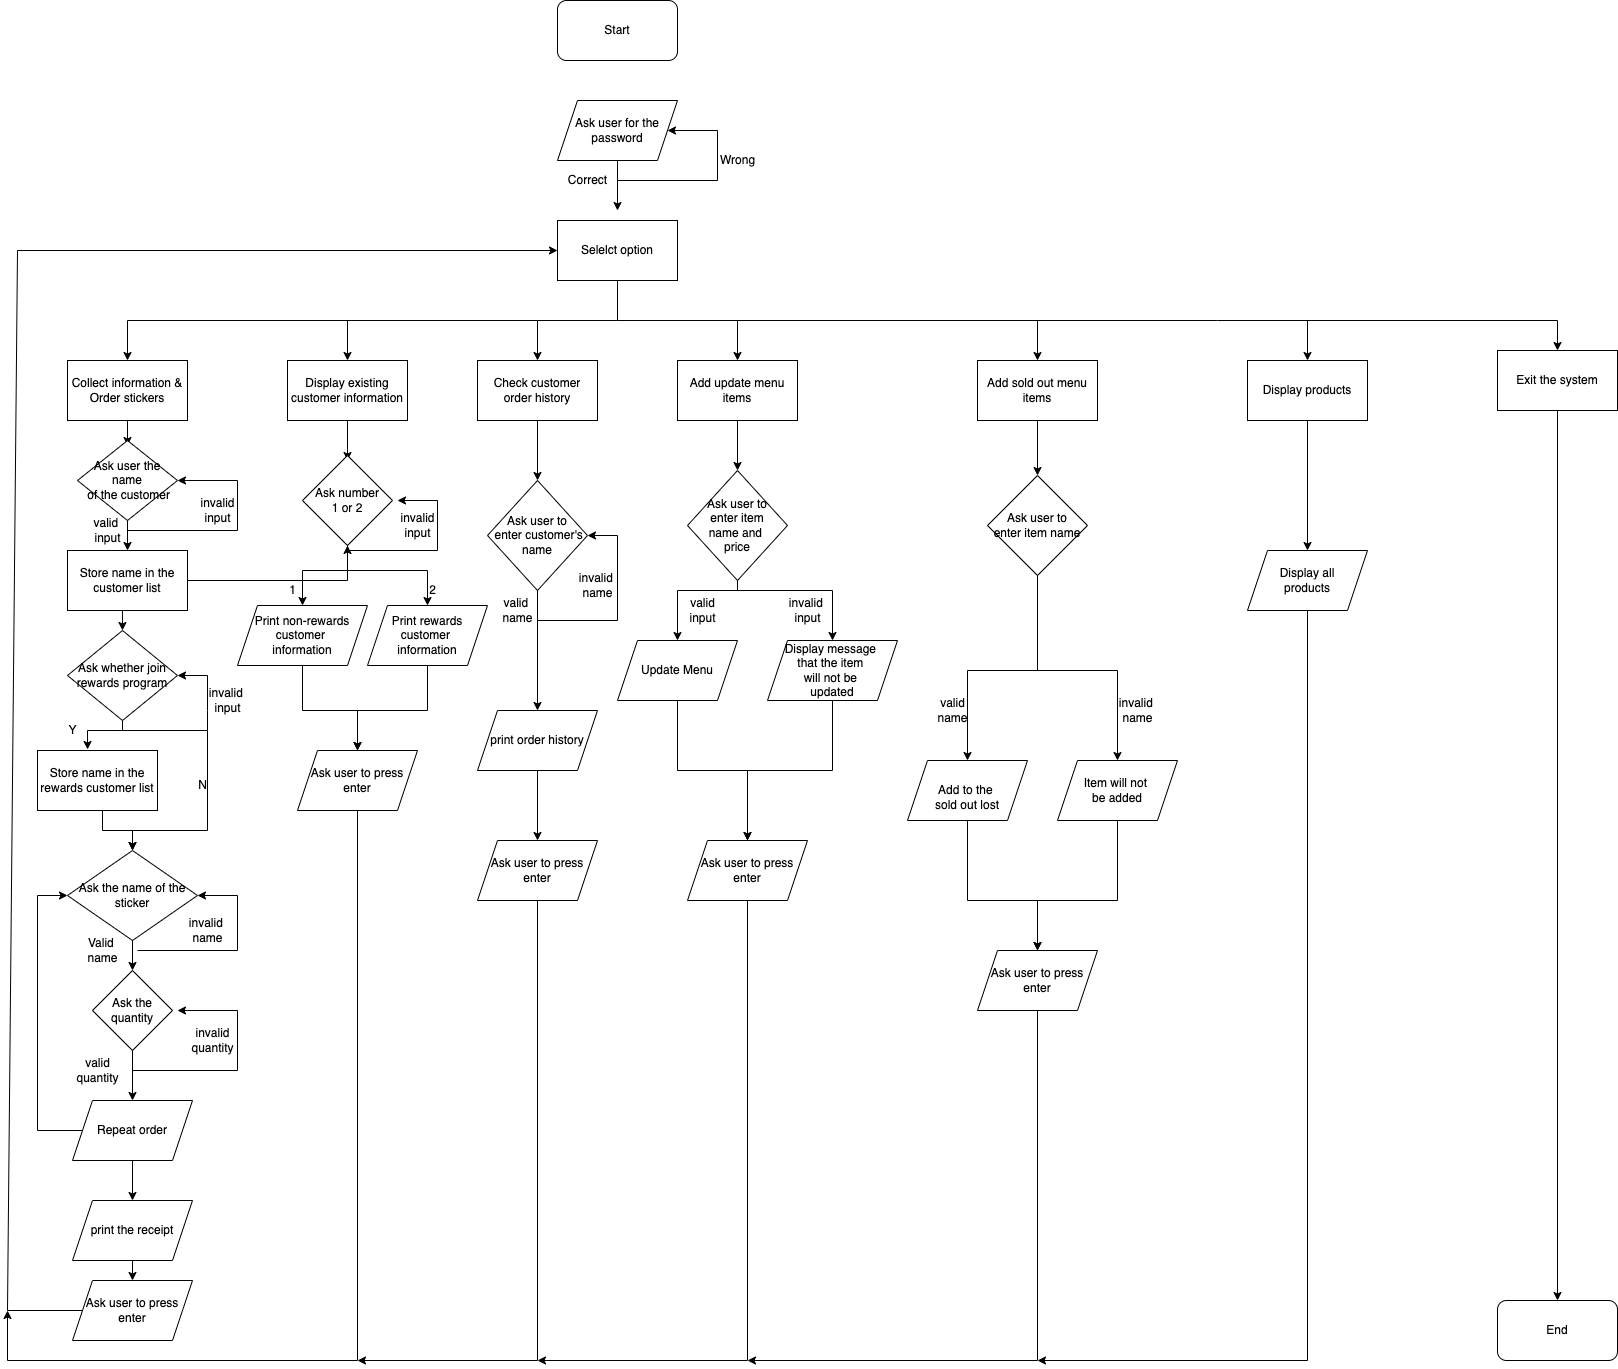 Start
Ask user for the
password
Wrong
Correct
Selelct option
Collect information &
Order stickers
Display existing
customer information
Check customer
order history
Add update menu
items
Add sold out menu
items
Display products
Exit the system
Ask user the
name
of the customer
invalid
input
valid
input
Store name in the
customer list
Ask whether join
rewards program
invalid
input
Y
N
Store name in the
rewards customer list
Ask the name of the
sticker
invalid
name
Valid
name
Ask the
quantity
invalid
quantity
valid
quantity
Repeat order
print the receipt
Ask user to press
enter
Ask number
1 or 2
invalid
input
1
2
Print non-rewards
customer
information
Print rewards
customer
information
Ask user to press
enter
Ask user to
enter customer's
name
invalid
name
valid
name
print order history
Ask user to press
enter
Ask user to
enter item
name and
price
valid
input
invalid
input
Update Menu
Display message
that the item
will not be
updated
Ask user to press
enter
Ask user to
enter item name
valid
name
invalid
name
Add to the
sold out lost
Item will not
be added
Ask user to press
enter
Display all
products
End